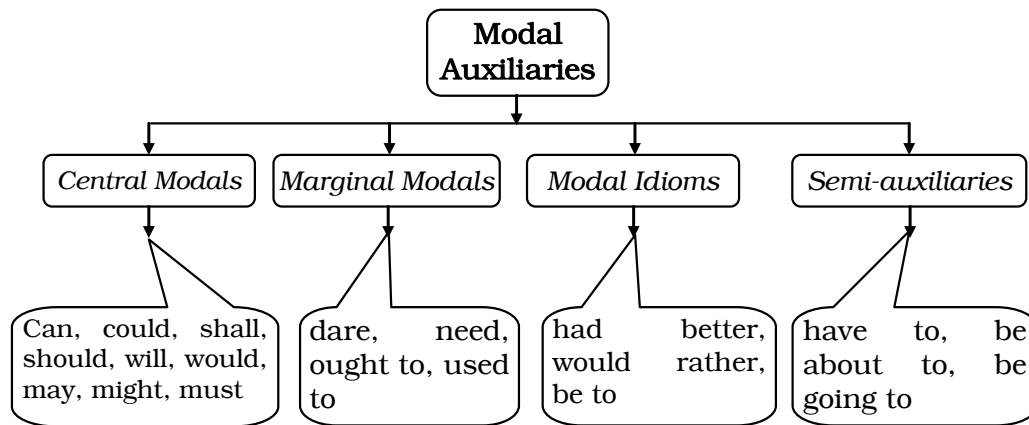 Modal
Auxiliaries
Central Modals
Marginal Modals
Modal Idioms
Semi-auxiliaries
Can, could, shall,
should, will, would,
may, might, must
dare, need,
ought to, used
to
had better,
would rather,
be to
have to, be
about to, be
going to